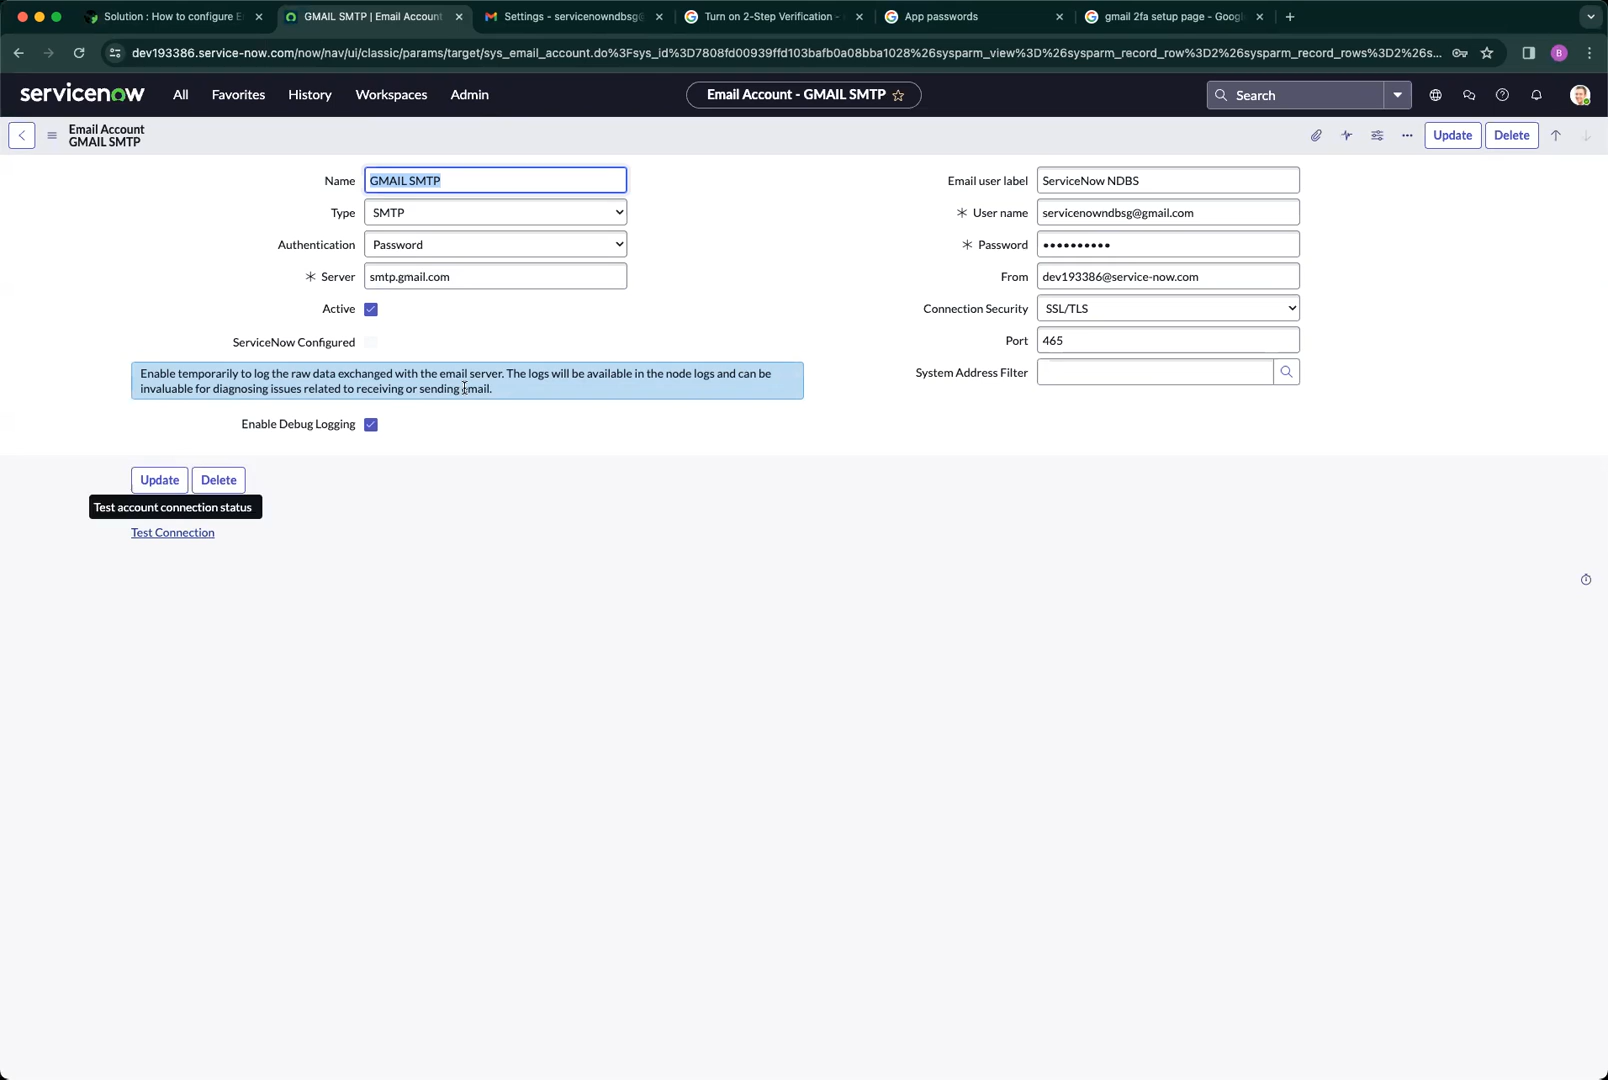 Solution : How to configure E
GMAIL SMTP | Email Account
Settings - servicenowndbsg@
Turn on 2-Step Verification -
App passwords
gmail 2fa setup page - Googl
dev193386.service-now.com/now/nav/ui/classic/params/target/sys_email_account.do%3Fsys_id%3D7808fd00939ffd103bafb0a08bba1028%26sysparm_view%3D%26sysparm_record_row%3D2%26sysparm_record_rows%3D2%26s...
B
servicenow
All
Favorites
History
Workspaces
Admin
Email Account - GMAIL SMTP
Search
Email Account
GMAIL SMTP
Update
Delete
Name
GMAIL SMTP
Type
SMTP
Authentication
Password
Server
smtp.gmail.com
Active
ServiceNow Configured
Enable temporarily to log the raw data exchanged with the email server. The logs will be available in the node logs and can be
invaluable for diagnosing issues related to receiving or sending email.
Enable Debug Logging
Email user label
ServiceNow NDBS
User name
servicenowndbsg@gmail.com
Password
••••••••••
From
dev193386@service-now.com
Connection Security
SSL/TLS
Port
465
System Address Filter
Update
Delete
Test account connection status
Test Connection